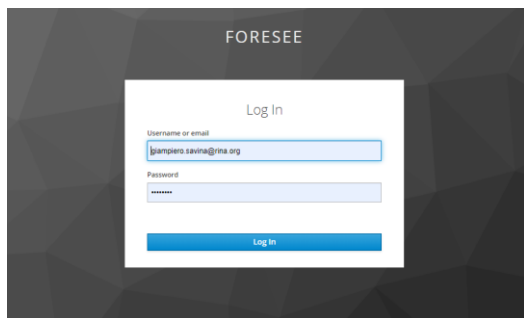 FORESEE
Log In
Username or email
giampiero.savina@rina.org
Password
••••••••
Log In